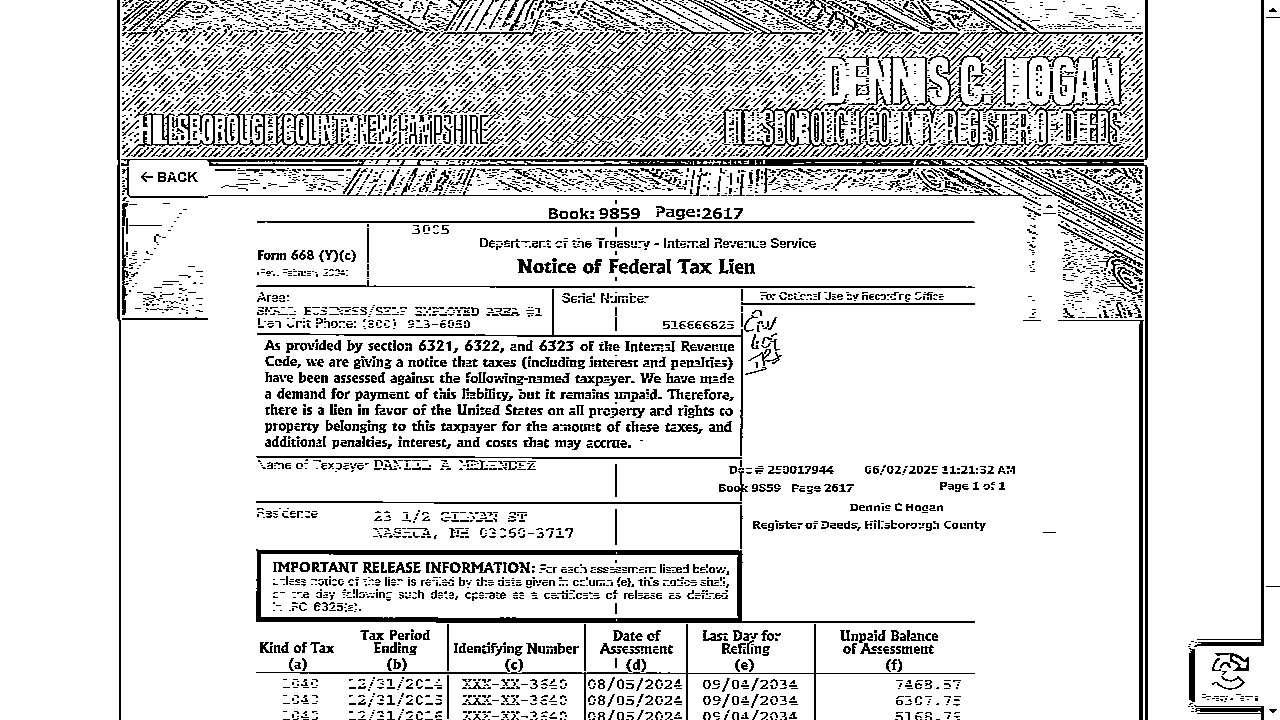 DENNIS C. HOGAN
HILLSBOROUGH COUNTY NEW HAMPSHIRE
HILLSBOROUGH COUNTY REGISTER OF DEEDS
← BACK
Book: 9859 Page:2617
3005
Form 668 (Y)(c)
Department of the Treasury - Internal Revenue Service
(Rev. February 2004)
Notice of Federal Tax Lien
Area:
SMALL BUSINESS/SELF EMPLOYED AREA #1
Lien Unit Phone: (800) 913-6050
Serial Number
516666825
For Optional Use by Recording Office
As provided by section 6321, 6322, and 6323 of the Internal Revenue
Code, we are giving a notice that taxes (including interest and penalties)
have been assessed against the following-named taxpayer. We have made
a demand for payment of this liability, but it remains unpaid. Therefore,
there is a lien in favor of the United States on all property and rights to
property belonging to this taxpayer for the amount of these taxes, and
additional penalties, interest, and costs that may accrue.
Name of Taxpayer DANIEL A MELENDEZ
Doc # 250017944 06/02/2025 11:21:32 AM
Book 9859 Page 2617 Page 1 of 1
Dennis C Hogan
Register of Deeds, Hillsborough County
Residence 23 1/2 GILMAN ST
NASHUA, NH 03060-3717
IMPORTANT RELEASE INFORMATION: For each assessment listed below,
unless notice of the lien is refiled by the date given in column (e), this notice shall,
on the day following such date, operate as a certificate of release as defined
in IRC 6325(a).
Kind of Tax (a) Tax Period Ending (b) Identifying Number (c) Date of Assessment (d) Last Day for Refiling (e) Unpaid Balance of Assessment (f)
1040 12/31/2014 XXX-XX-3640 08/05/2024 09/04/2034 7468.57
1040 12/31/2015 XXX-XX-3640 08/05/2024 09/04/2034 6307.75
1040 12/31/2016 XXX-XX-3640 08/05/2024 09/04/2034